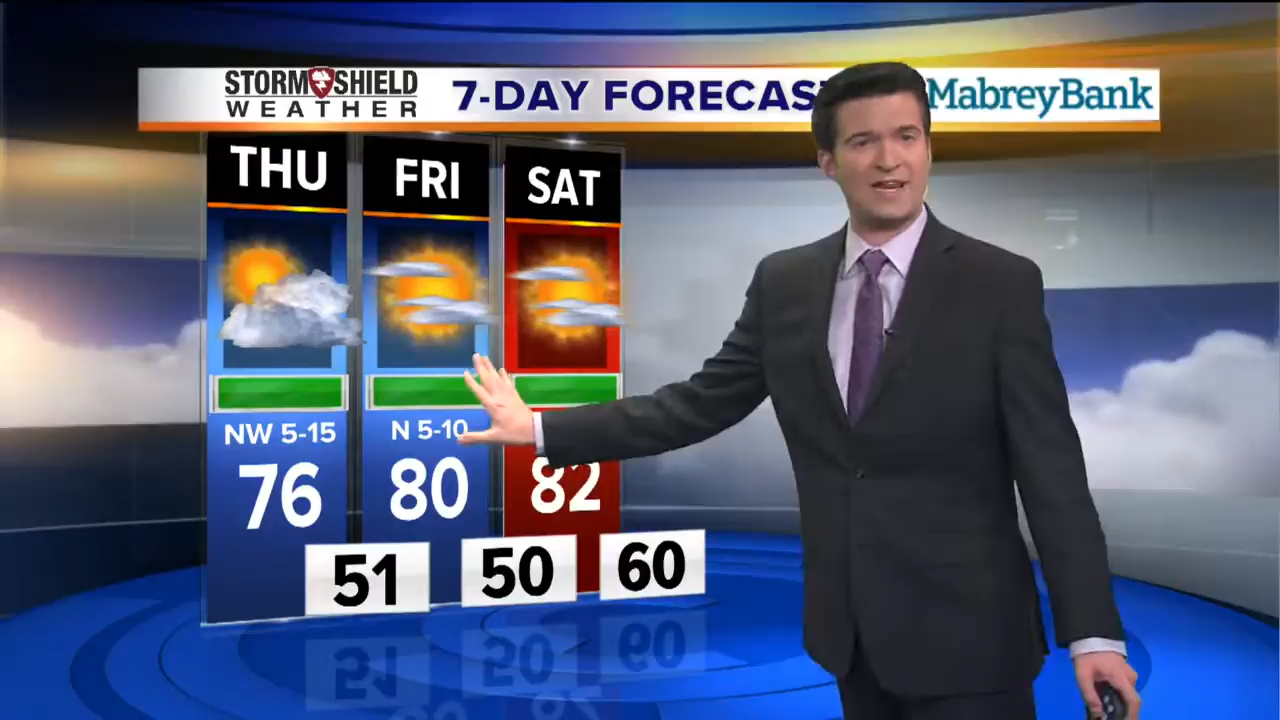 STORM SHIELD
WEATHER
7-DAY FORECAS
MabreyBank
THU
FRI
SAT
NW 5-15
N 5-10
76
80
82
51
50
60